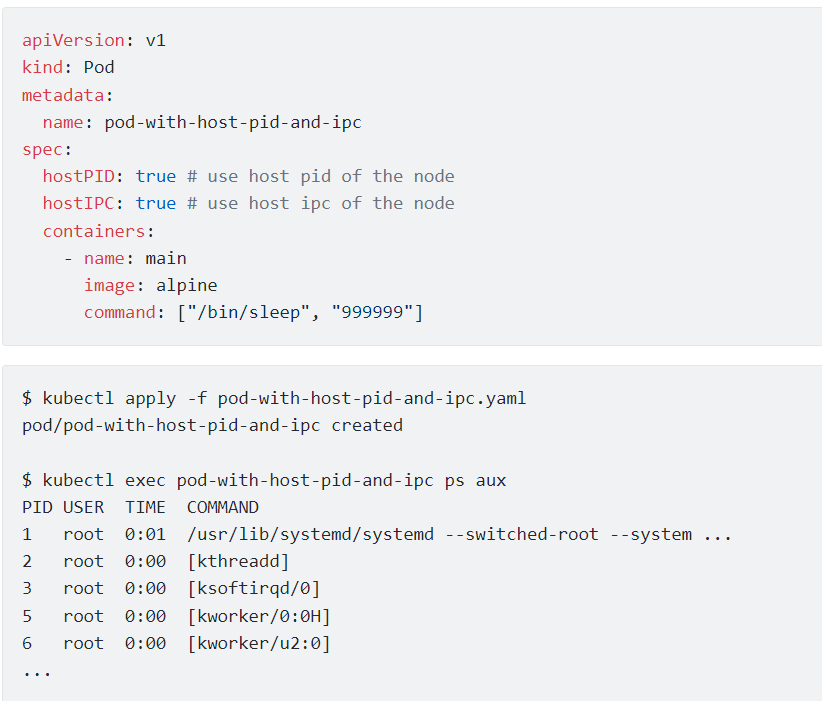 apiVersion: v1
kind: Pod
metadata:
  name: pod-with-host-pid-and-ipc
spec:
  hostPID: true # use host pid of the node
  hostIPC: true # use host ipc of the node
  containers:
    - name: main
      image: alpine
      command: ["/bin/sleep", "999999"]
$ kubectl apply -f pod-with-host-pid-and-ipc.yaml
pod/pod-with-host-pid-and-ipc created
$ kubectl exec pod-with-host-pid-and-ipc ps aux
PID USER  TIME  COMMAND
1   root  0:01  /usr/lib/systemd/systemd --switched-root --system ...
2   root  0:00  [kthreadd]
3   root  0:00  [ksoftirqd/0]
5   root  0:00  [kworker/0:0H]
6   root  0:00  [kworker/u2:0]
...